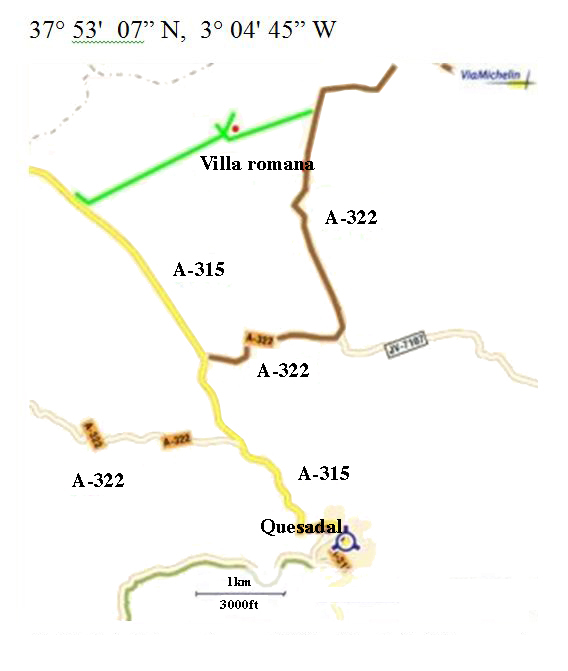 37° 53' 07” N, 3° 04' 45” W
ViaMichelin
Villa romana
A-322
A-315
A-322
JV-7107
A-322
A-322
A-322
A-322
A-315
Quesadal
1km
3000ft